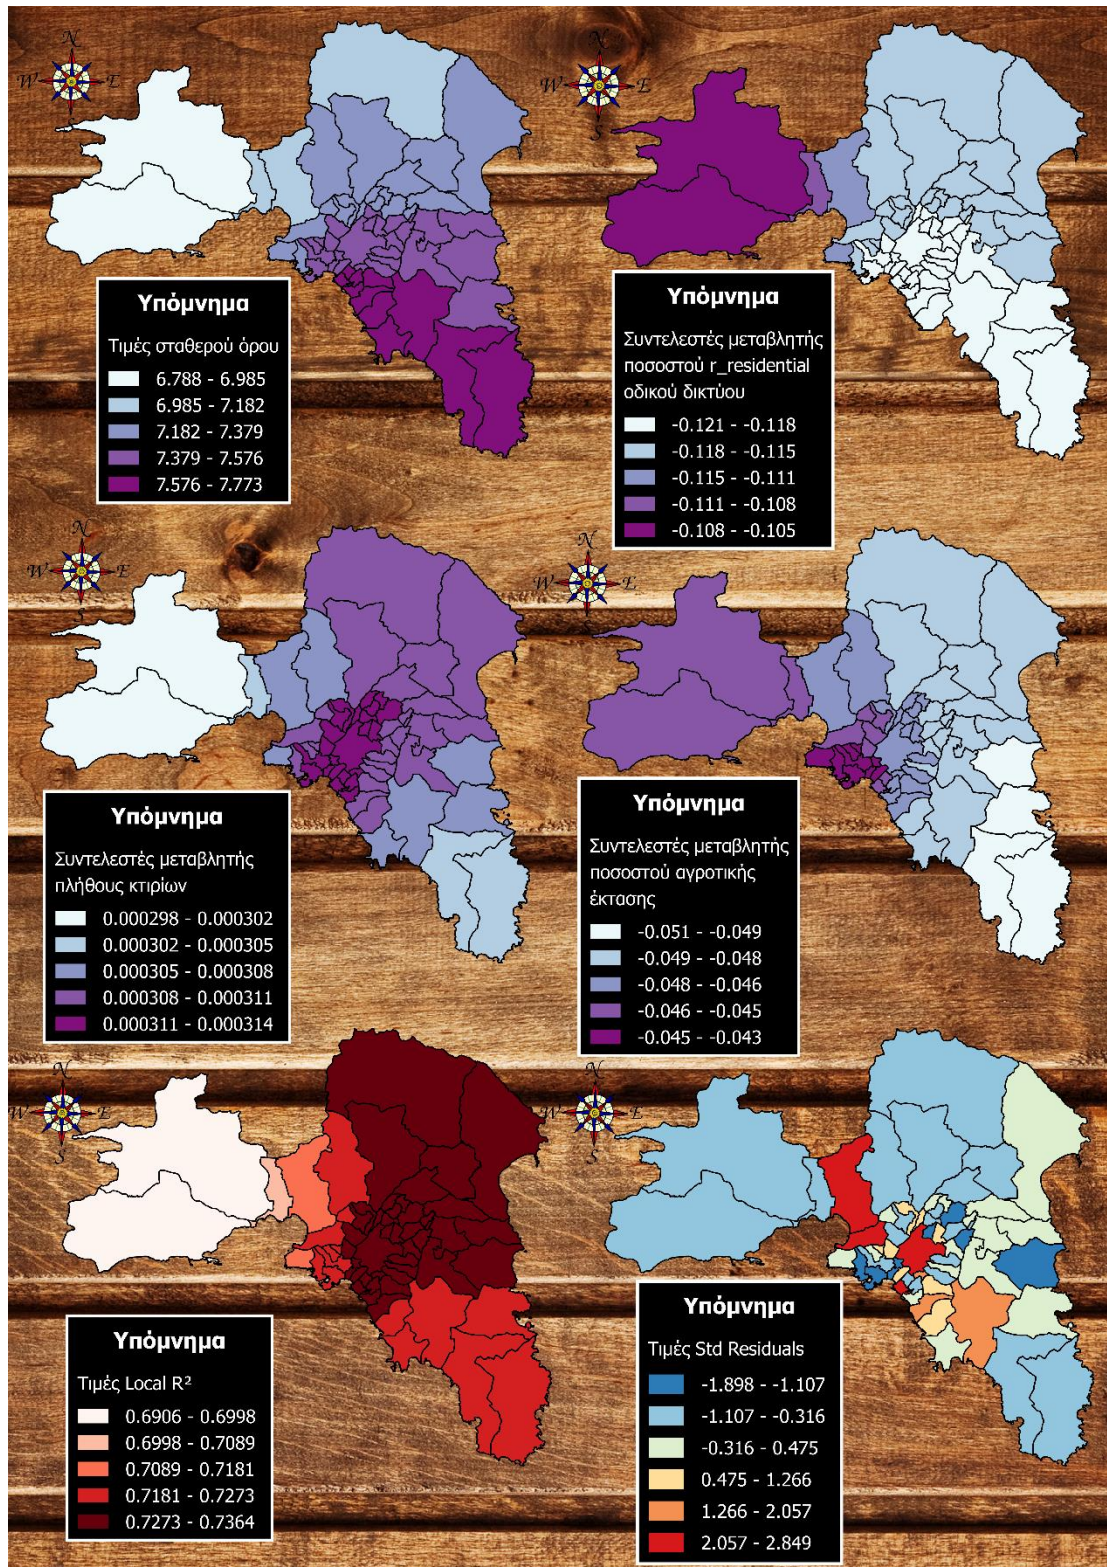 N
W E
N
W E
S
Υπόμνημα
Τιμές σταθερού όρου
6.788 - 6.985
6.985 - 7.182
7.182 - 7.379
7.379 - 7.576
7.576 - 7.773
Υπόμνημα
Συντελεστές μεταβλητής
ποσοστού r_residential
οδικού δικτύου
-0.121 - -0.118
-0.118 - -0.115
-0.115 - -0.111
-0.111 - -0.108
-0.108 - -0.105
N
W E
S
N
W E
Υπόμνημα
Συντελεστές μεταβλητής
πλήθους κτιρίων
0.000298 - 0.000302
0.000302 - 0.000305
0.000305 - 0.000308
0.000308 - 0.000311
0.000311 - 0.000314
Υπόμνημα
Συντελεστές μεταβλητής
ποσοστού αγροτικής
έκτασης
-0.051 - -0.049
-0.049 - -0.048
-0.048 - -0.046
-0.046 - -0.045
-0.045 - -0.043
N
W E
S
N
W E
S
Υπόμνημα
Τιμές Local R²
0.6906 - 0.6998
0.6998 - 0.7089
0.7089 - 0.7181
0.7181 - 0.7273
0.7273 - 0.7364
Υπόμνημα
Τιμές Std Residuals
-1.898 - -1.107
-1.107 - -0.316
-0.316 - 0.475
0.475 - 1.266
1.266 - 2.057
2.057 - 2.849